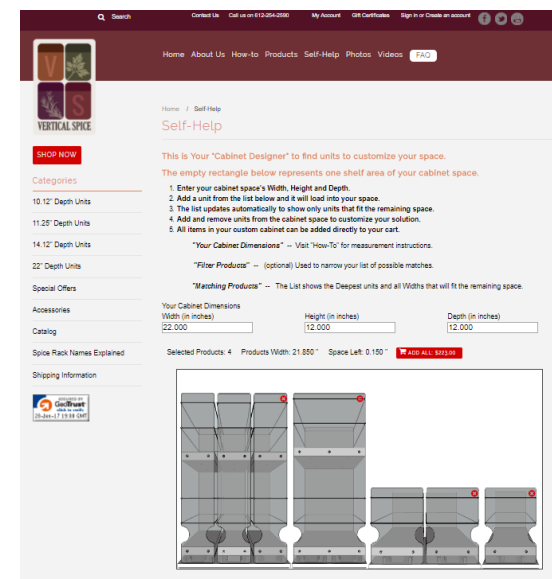 Search
Contact Us Call us on 612-254-2590 My Account Gift Certificates Sign in or Create an account
Home About Us How-to Products Self-Help Photos Videos FAQ
V
V S
VERTICAL SPICE
Home / Self-Help
Self-Help
SHOP NOW
Categories
10.12" Depth Units
11.25" Depth Units
14.12" Depth Units
22" Depth Units
Special Offers
Accessories
Catalog
Spice Rack Names Explained
Shipping Information
GeoTrust
click to verify
20-Jan-17 19:18 GMT
This is Your "Cabinet Designer" to find units to customize your space.
The empty rectangle below represents one shelf area of your cabinet space.
1. Enter your cabinet space's Width, Height and Depth.
2. Add a unit from the list below and it will load into your space.
3. The list updates automatically to show only units that fit the remaining space.
4. Add and remove units from the cabinet space to customize your solution.
5. All items in your custom cabinet can be added directly to your cart.
"Your Cabinet Dimensions" -- Visit "How-To" for measurement instructions.
"Filter Products" -- (optional) Used to narrow your list of possible matches.
"Matching Products" -- The List shows the Deepest units and all Widths that will fit the remaining space.
Your Cabinet Dimensions
Width (in inches) Height (in inches) Depth (in inches)
22.000 12.000 12.000
Selected Products: 4 Products Width: 21.850 " Space Left: 0.150 " ADD ALL: $223.00